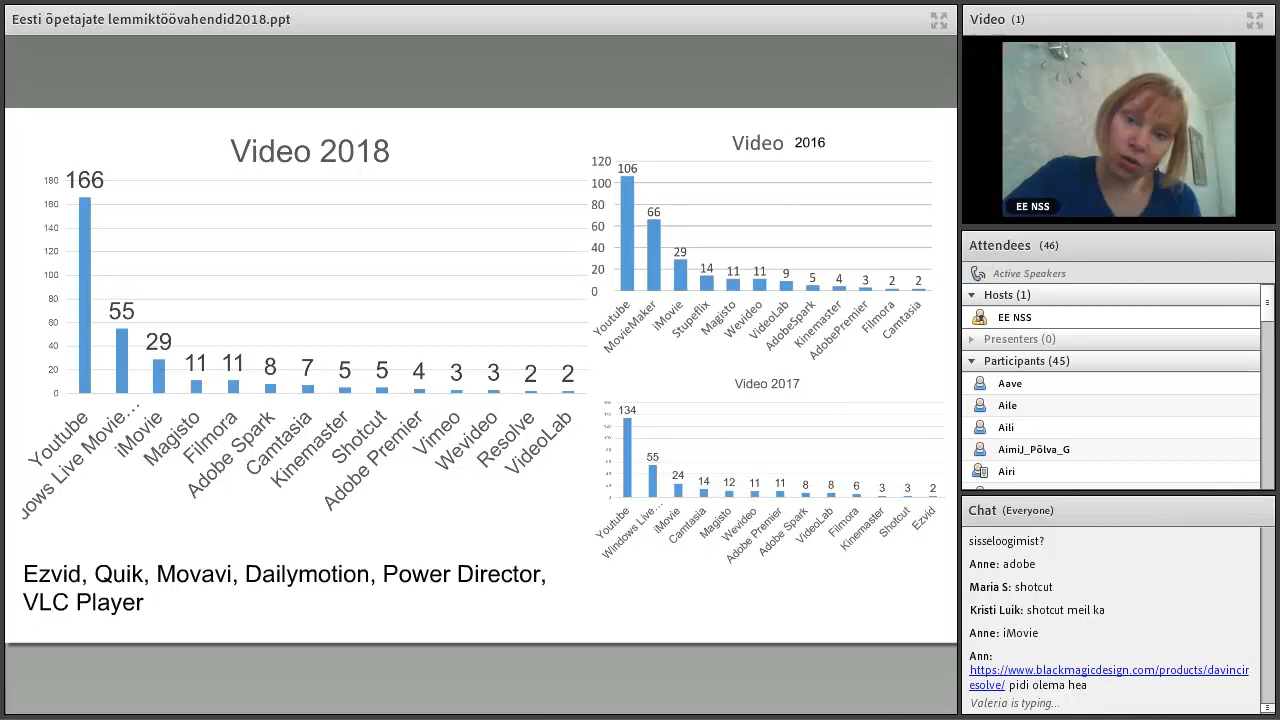 Eesti õpetajate lemmiktöövahendid2018.ppt
Video 2018
180
160
140
120
100
80
60
40
20
0
166
55
29
11
11
8
7
5
5
4
3
3
2
2
Youtube
dows Live Movie…
iMovie
Magisto
Filmora
Adobe Spark
Camtasia
Kinemaster
Shotcut
Adobe Premier
Vimeo
Wevideo
Resolve
VideoLab
Ezvid, Quik, Movavi, Dailymotion, Power Director,
VLC Player
Video 2016
120
100
80
60
40
20
0
106
66
29
14
11
11
9
5
4
3
2
2
Youtube
MovieMaker
iMovie
Stupeflix
Magisto
Wevideo
VideoLab
AdobeSpark
Kinemaster
AdobePremier
Filmora
Camtasia
Video 2017
134
55
24
14
12
11
11
8
8
6
3
3
2
Youtube
Windows Live…
iMovie
Camtasia
Magisto
Wevideo
Adobe Premier
Adobe Spark
VideoLab
Filmora
Kinemaster
Shotcut
Ezvid
Video (1)
EE NSS
Attendees (46)
Active Speakers
Hosts (1)
EE NSS
Presenters (0)
Participants (45)
Aave
Aile
Aili
AimiJ_Põlva_G
Airi
Chat (Everyone)
sisseloogimist?
Anne: adobe
Maria S: shotcut
Kristi Luik: shotcut meil ka
Anne: iMovie
Ann:
https://www.blackmagicdesign.com/products/davincir
esolve/ pidi olema hea
Valeria is typing...